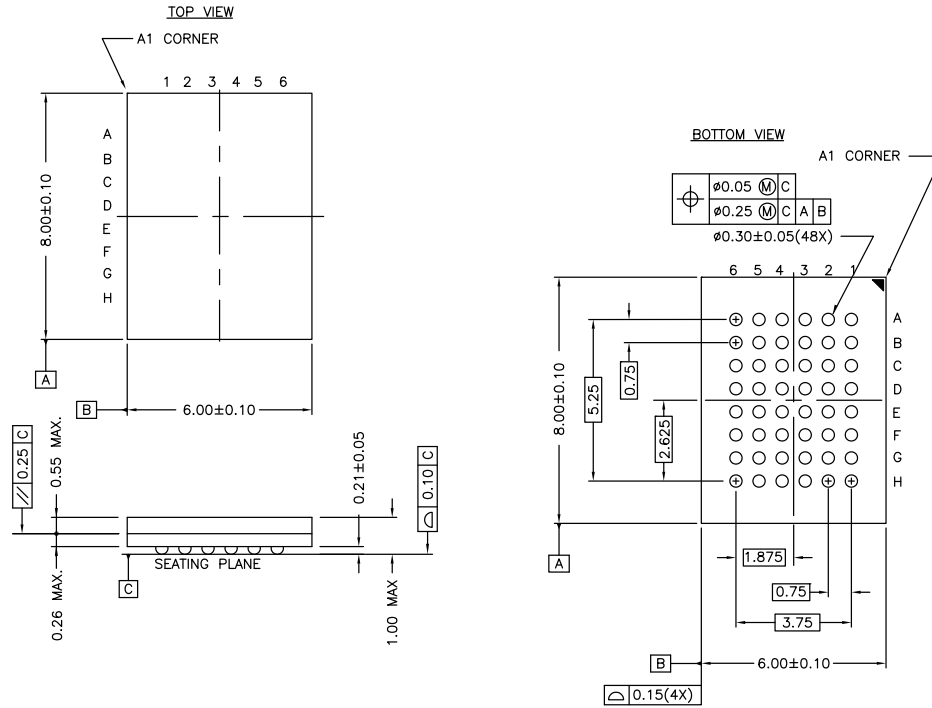 TOP VIEW
A1 CORNER
1 2 3 4 5 6
A
B
C
D
E
F
G
H
8.00±0.10
A
B
6.00±0.10
0.25 C
0.55 MAX.
0.21±0.05
0.10 C
SEATING PLANE
C
0.26 MAX.
1.00 MAX
BOTTOM VIEW
A1 CORNER
ø0.05 Ⓜ C
ø0.25 Ⓜ C A B
ø0.30±0.05(48X)
6 5 4 3 2 1
A
B
C
D
E
F
G
H
8.00±0.10
5.25
0.75
2.625
A
1.875
0.75
3.75
B
6.00±0.10
0.15(4X)